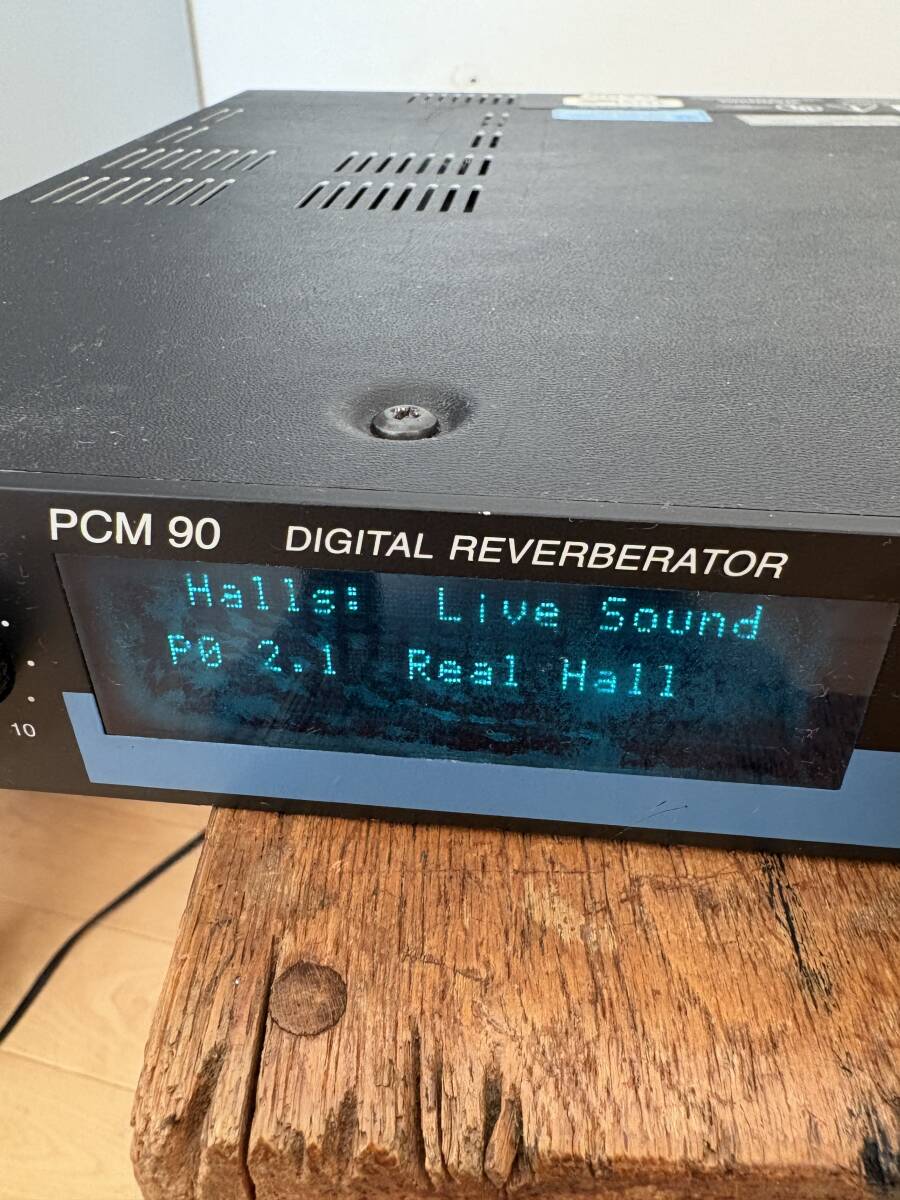 PCM 90 DIGITAL REVERBERATOR
Halls: Live Sound
P0 2.1 Real Hall
10